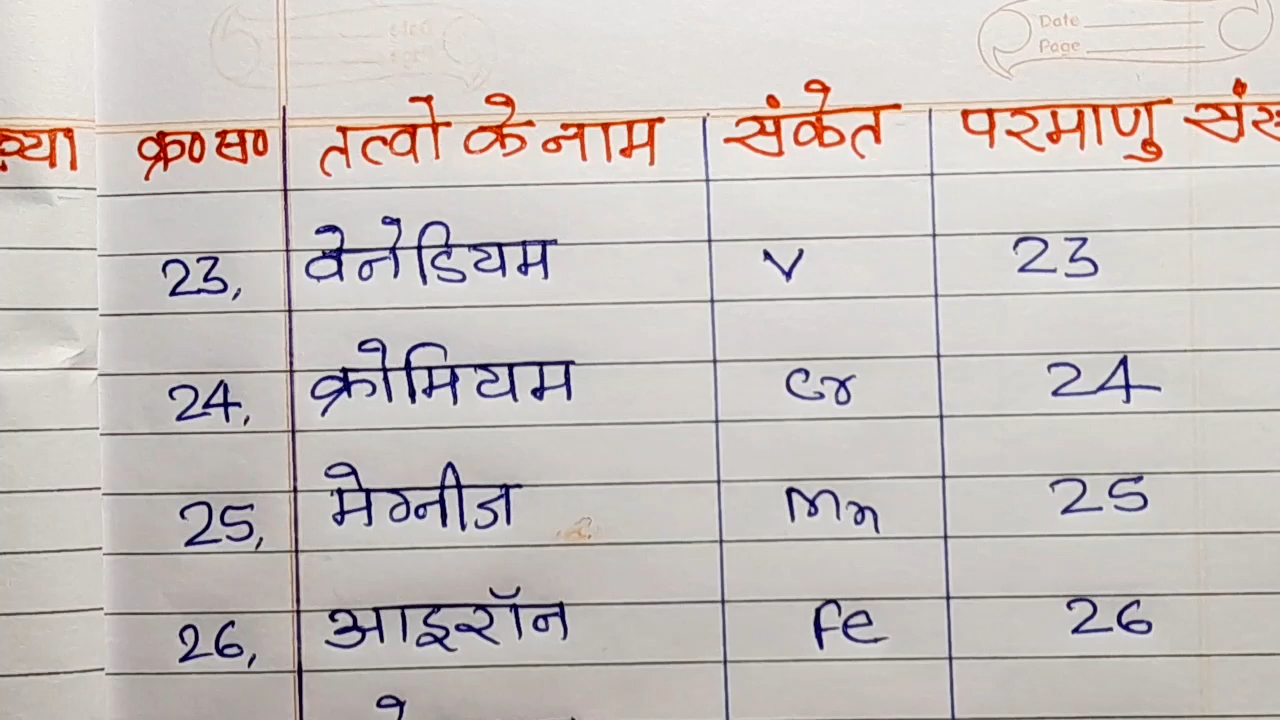 Date
Page
ख्या क्र०स० तत्वो के नाम संकेत परमाणु
23, वेनेडियम V 23
24, क्रोमियम Cr 24
25, मेग्नीज Mn 25
26, आइरॉन Fe 26